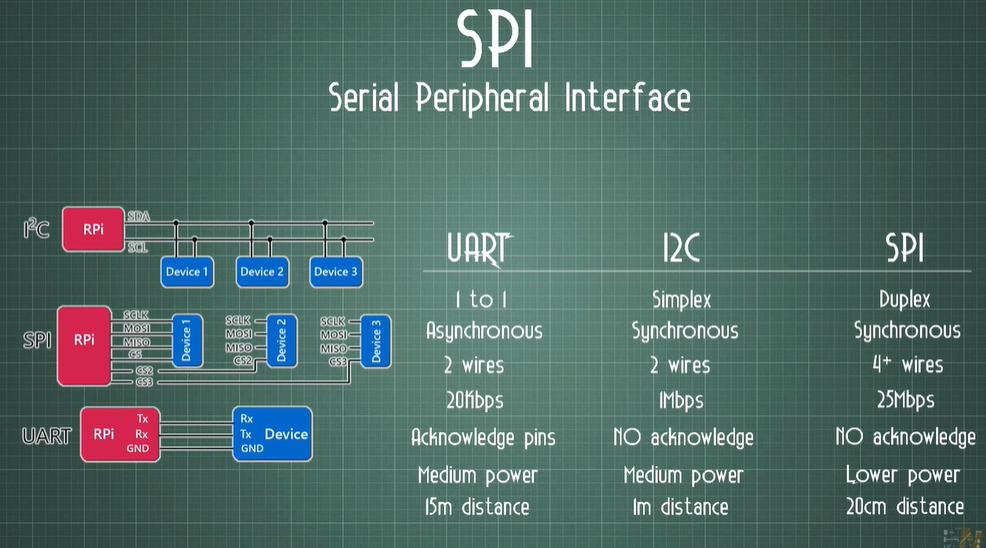 SPI
Serial Peripheral Interface
I²C
RPi
SDA
SCL
Device 1
Device 2
Device 3
SPI
RPi
SCLK
MOSI
MISO
CS
CS2
CS3
Device 1
SCLK
MOSI
MISO
CS2
Device 2
SCLK
MOSI
MISO
CS3
Device 3
UART
RPi
Tx
Rx
GND
Rx
Tx
GND
Device
UART I2C SPI
1 to 1 Simplex Duplex
Asynchronous Synchronous Synchronous
2 wires 2 wires 4+ wires
20Kbps 1Mbps 25Mbps
Acknowledge pins NO acknowledge NO acknowledge
Medium power Medium power Lower power
15m distance 1m distance 20cm distance